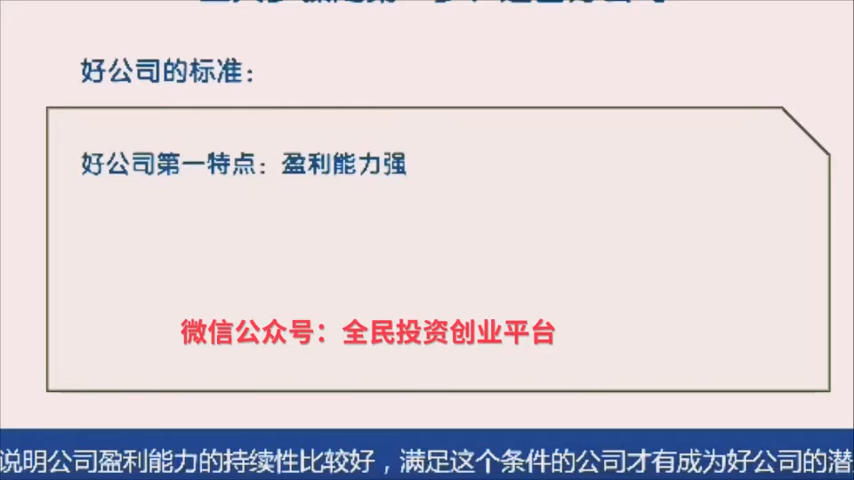 好公司的标准：
好公司第一特点：盈利能力强
微信公众号：全民投资创业平台
说明公司盈利能力的持续性比较好，满足这个条件的公司才有成为好公司的潜